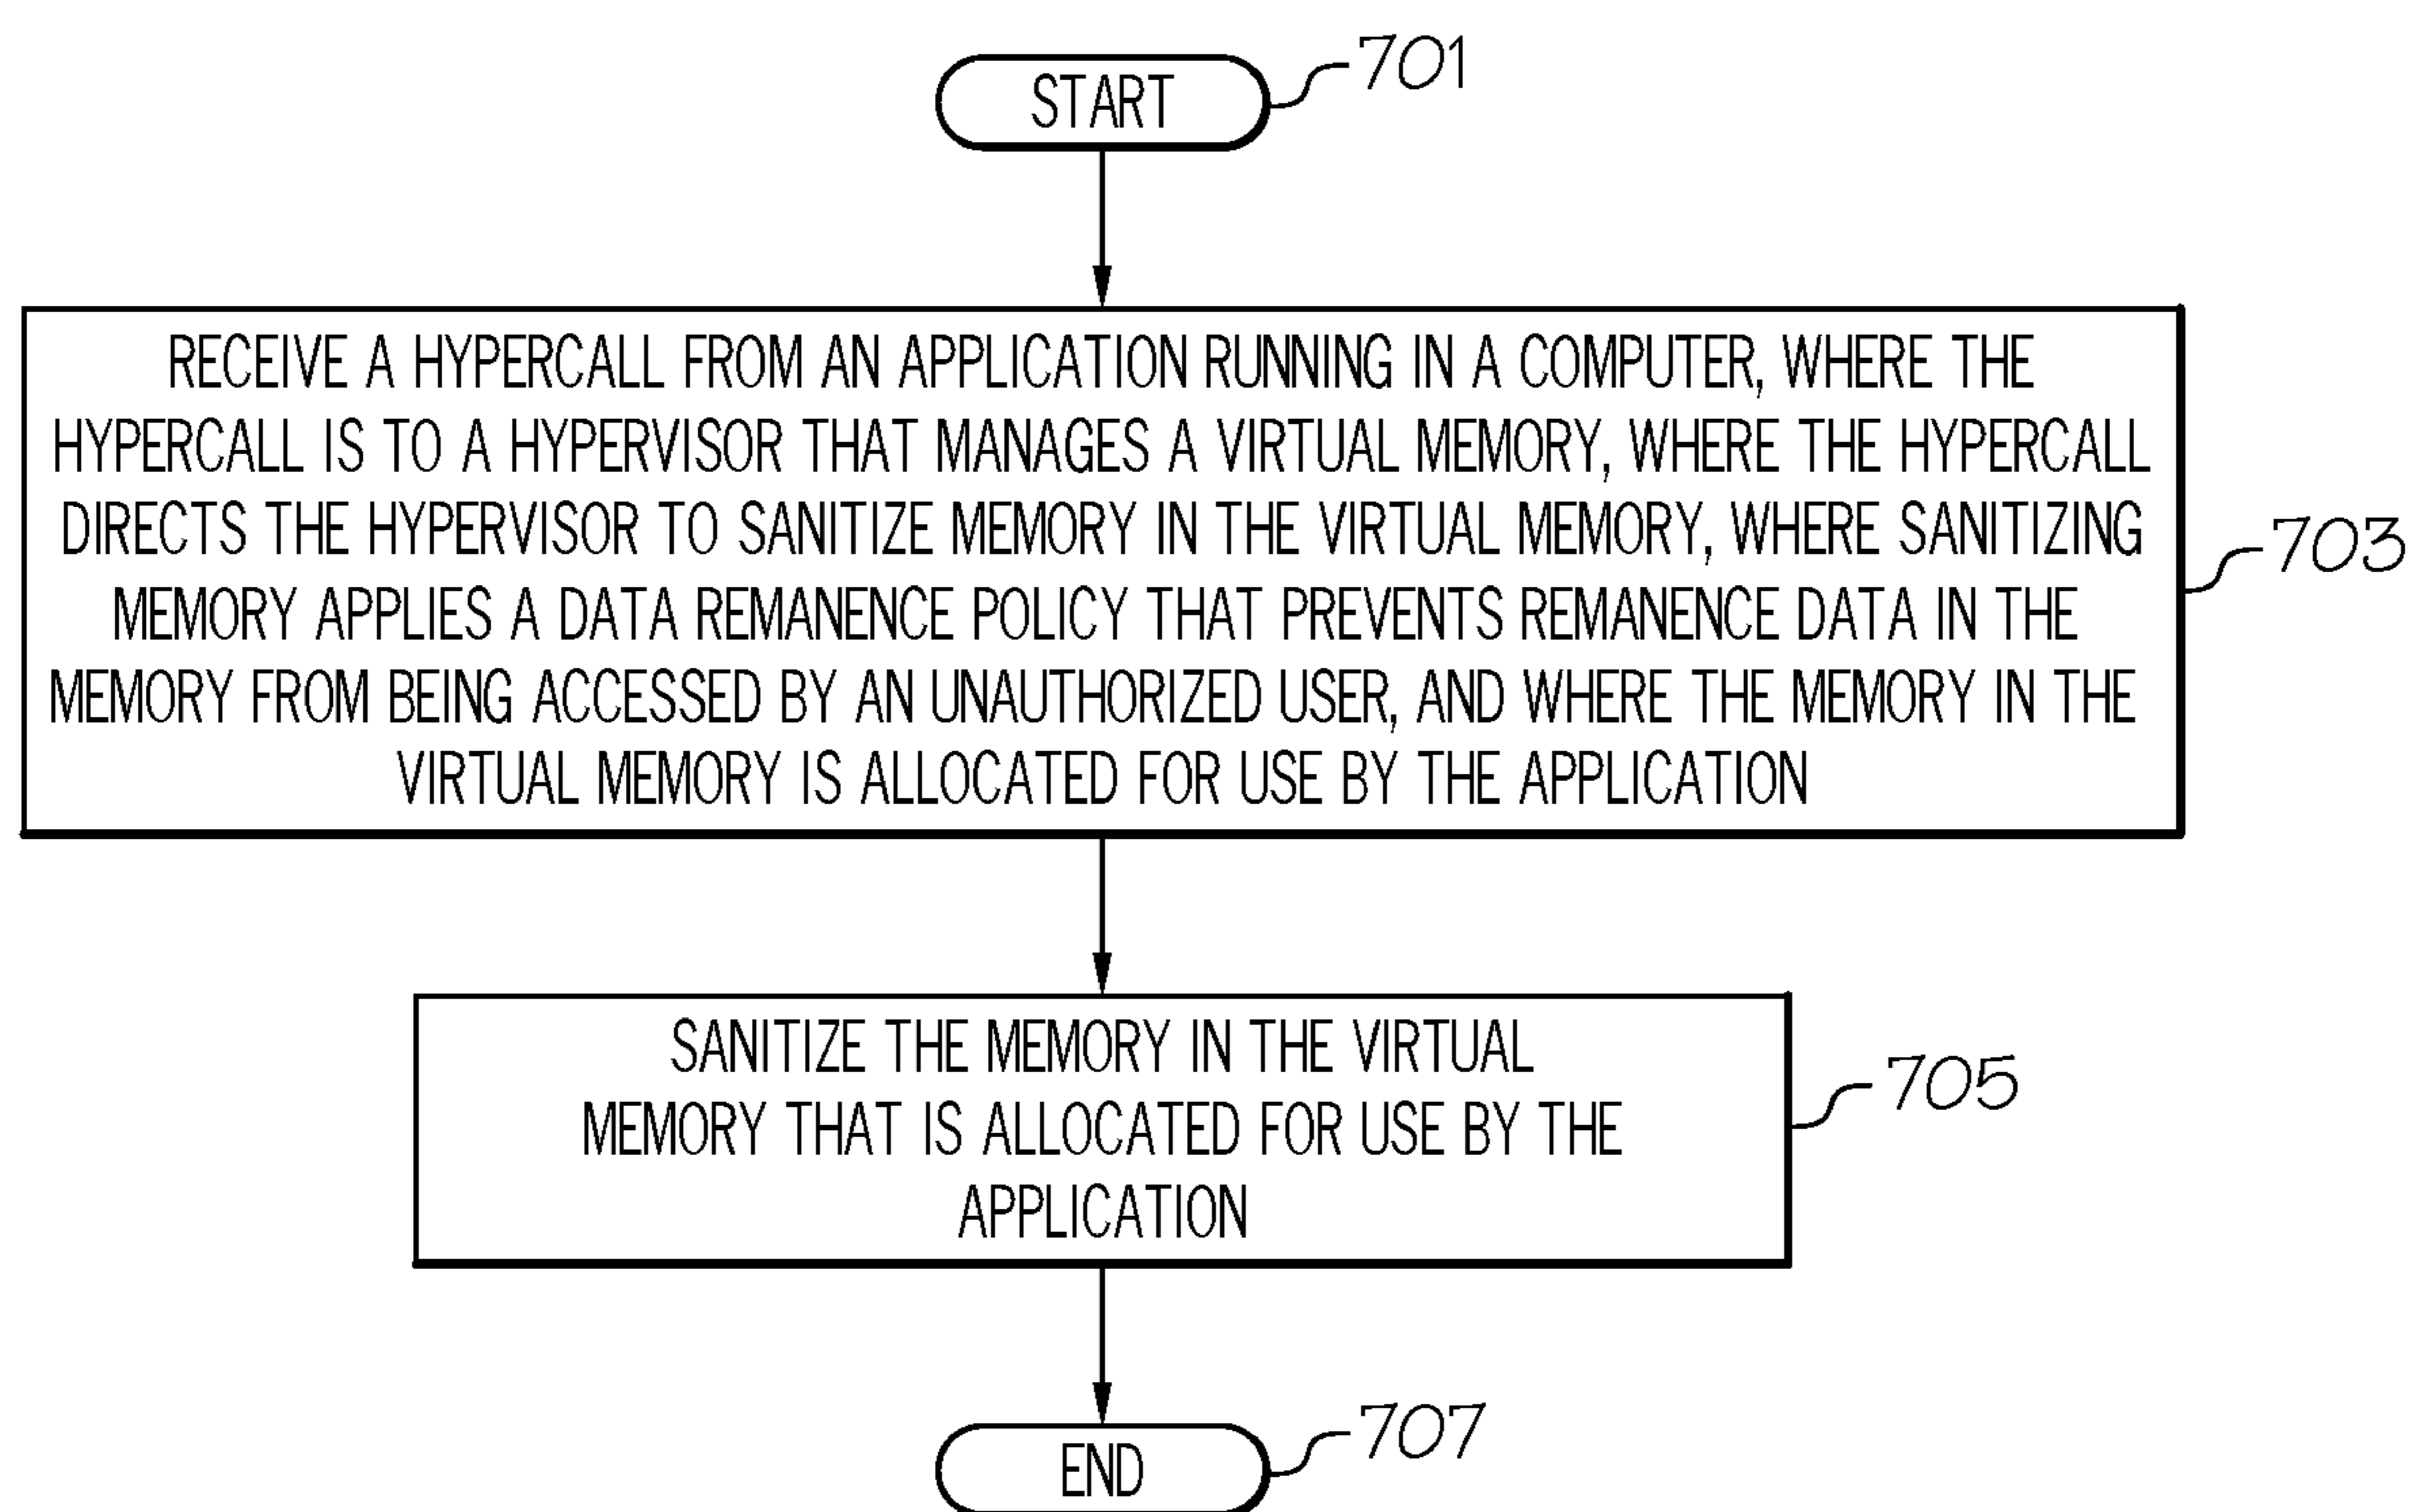 START
701
RECEIVE A HYPERCALL FROM AN APPLICATION RUNNING IN A COMPUTER, WHERE THE
HYPERCALL IS TO A HYPERVISOR THAT MANAGES A VIRTUAL MEMORY, WHERE THE HYPERCALL
DIRECTS THE HYPERVISOR TO SANITIZE MEMORY IN THE VIRTUAL MEMORY, WHERE SANITIZING
MEMORY APPLIES A DATA REMANENCE POLICY THAT PREVENTS REMANENCE DATA IN THE
MEMORY FROM BEING ACCESSED BY AN UNAUTHORIZED USER, AND WHERE THE MEMORY IN THE
VIRTUAL MEMORY IS ALLOCATED FOR USE BY THE APPLICATION
703
SANITIZE THE MEMORY IN THE VIRTUAL
MEMORY THAT IS ALLOCATED FOR USE BY THE
APPLICATION
705
END
707